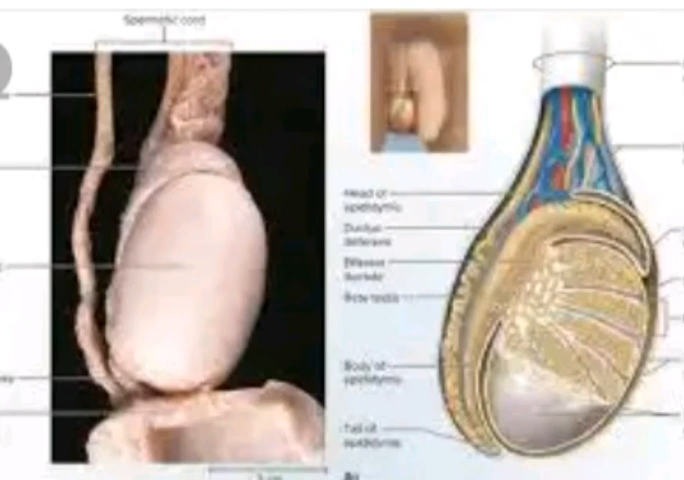 Spermatic cord
Head of
epididymis
Ductus
deferens
Efferent
ductule
Rete testis
Body of
epididymis
Tail of
epididymis